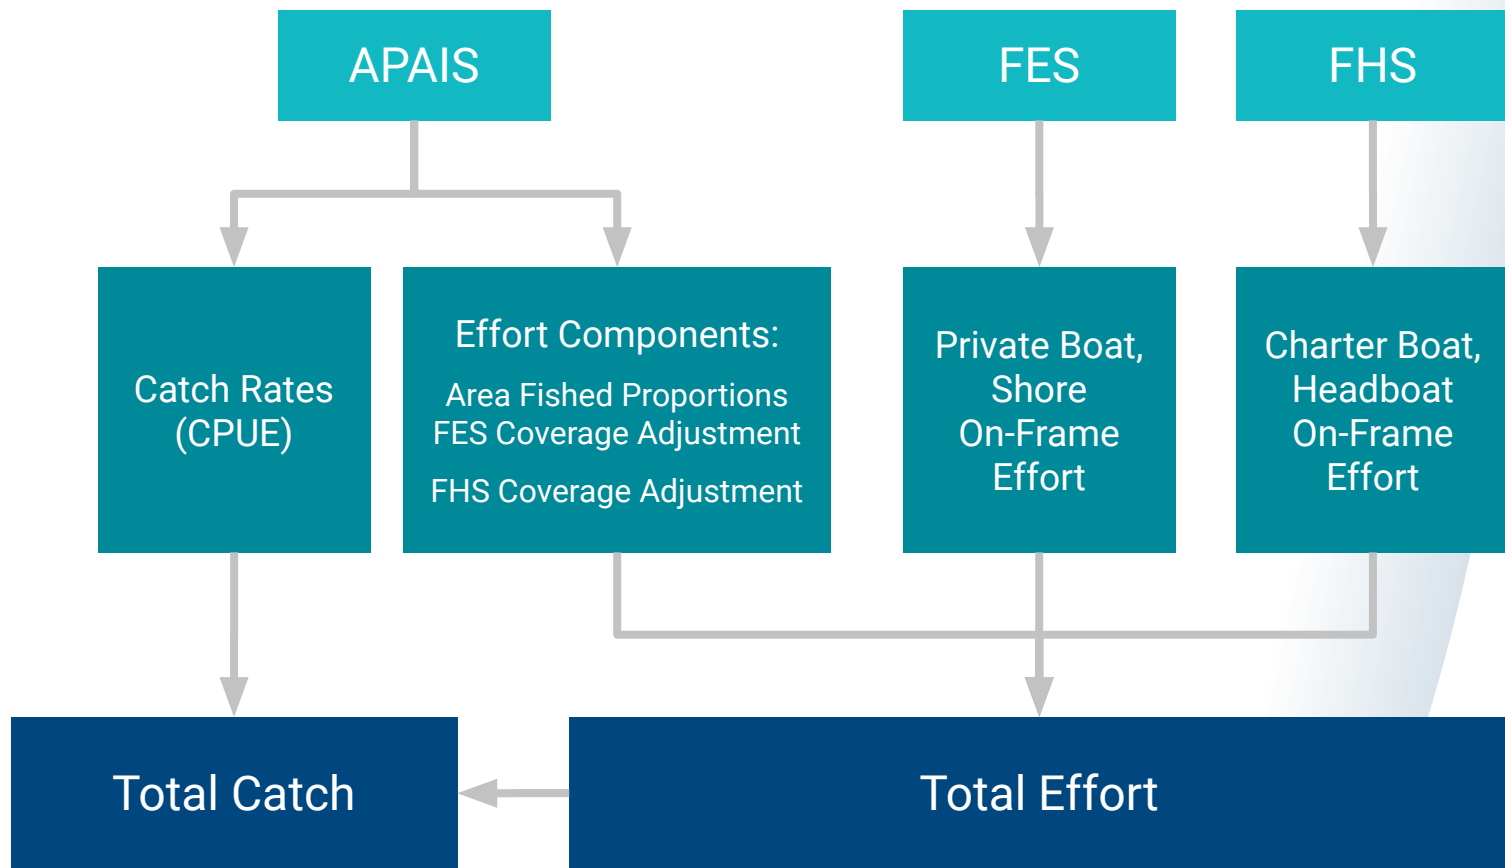 APAIS
FES
FHS
Catch Rates
(CPUE)
Effort Components:
Area Fished Proportions
FES Coverage Adjustment
FHS Coverage Adjustment
Private Boat,
Shore
On-Frame
Effort
Charter Boat,
Headboat
On-Frame
Effort
Total Catch
Total Effort